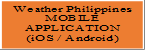 Weather Philippines
MOBILE
APPLICATION
(iOS / Android)